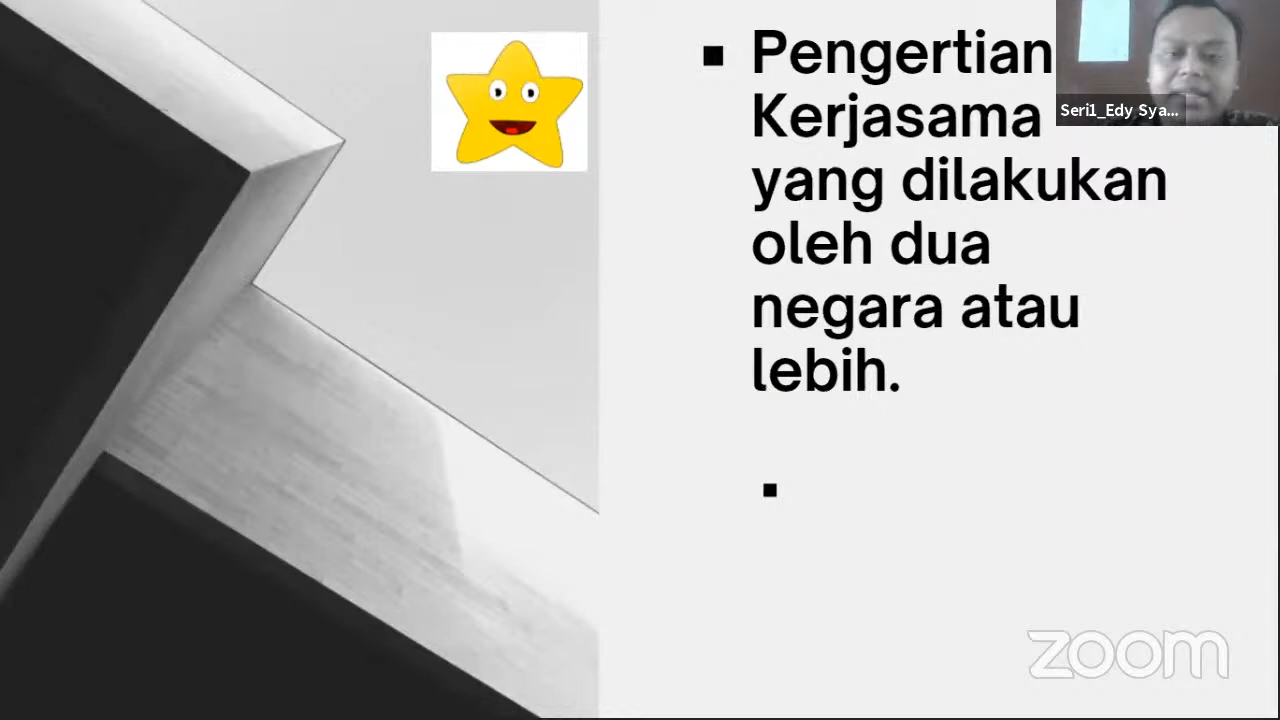 Pengertian
Kerjasama
yang dilakukan
oleh dua
negara atau
lebih.
Seri1_Edy Sya...
zoom